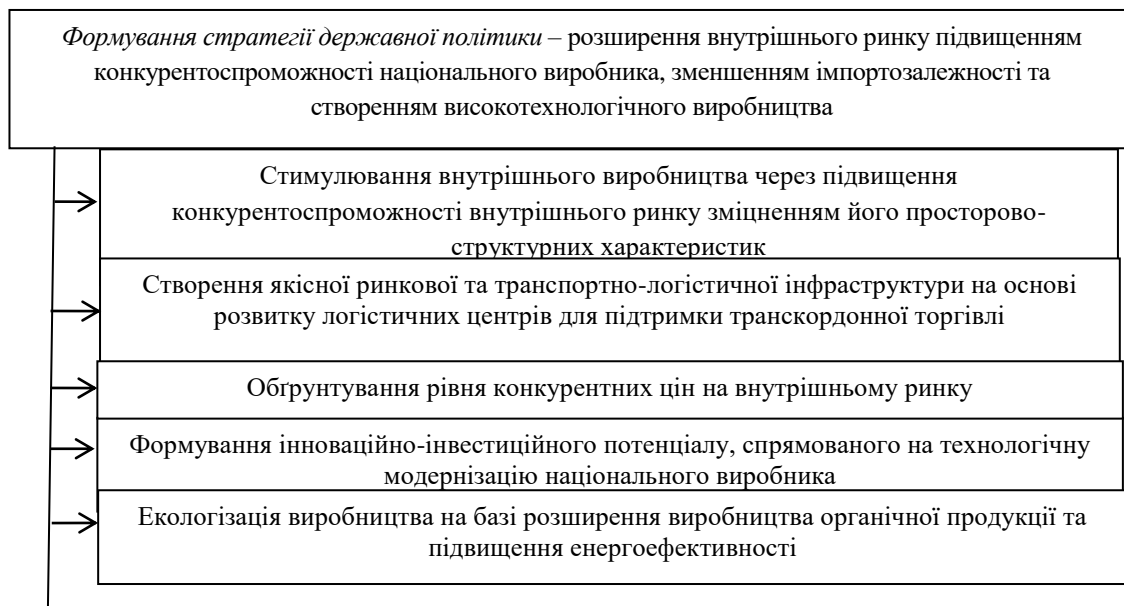 Формування стратегії державної політики – розширення внутрішнього ринку підвищенням
конкурентоспроможності національного виробника, зменшенням імпортозалежності та
створенням високотехнологічного виробництва
Стимулювання внутрішнього виробництва через підвищення
конкурентоспроможності внутрішнього ринку зміцненням його просторово-
структурних характеристик
Створення якісної ринкової та транспортно-логістичної інфраструктури на основі
розвитку логістичних центрів для підтримки транскордонної торгівлі
Обґрунтування рівня конкурентних цін на внутрішньому ринку
Формування інноваційно-інвестиційного потенціалу, спрямованого на технологічну
модернізацію національного виробника
Екологізація виробництва на базі розширення виробництва органічної продукції та
підвищення енергоефективності